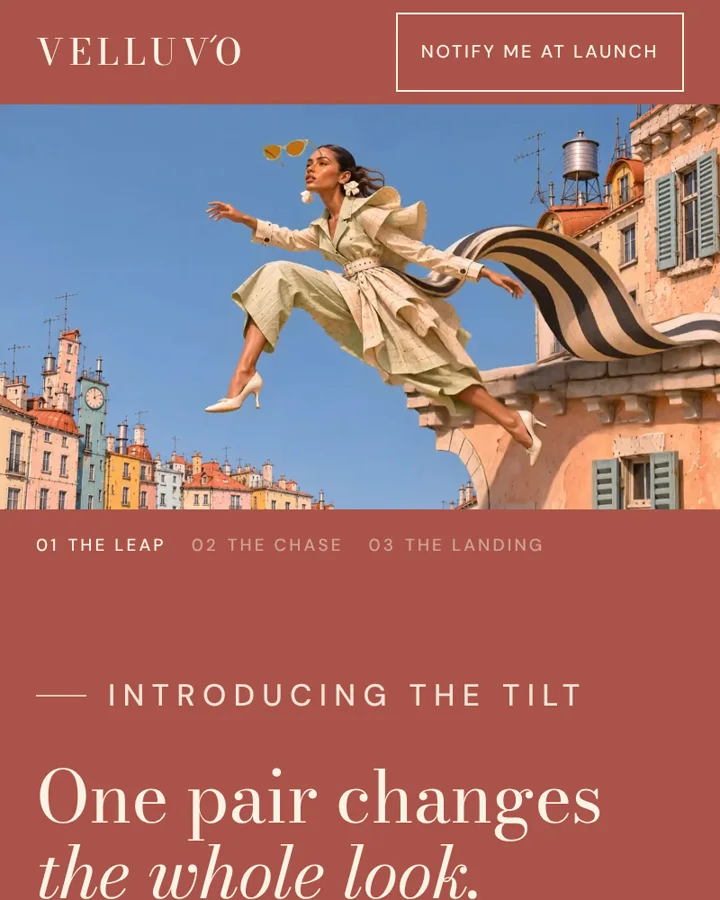 VELLUV´O
NOTIFY ME AT LAUNCH
01 THE LEAP 02 THE CHASE 03 THE LANDING
INTRODUCING THE TILT
One pair changes
the whole look.